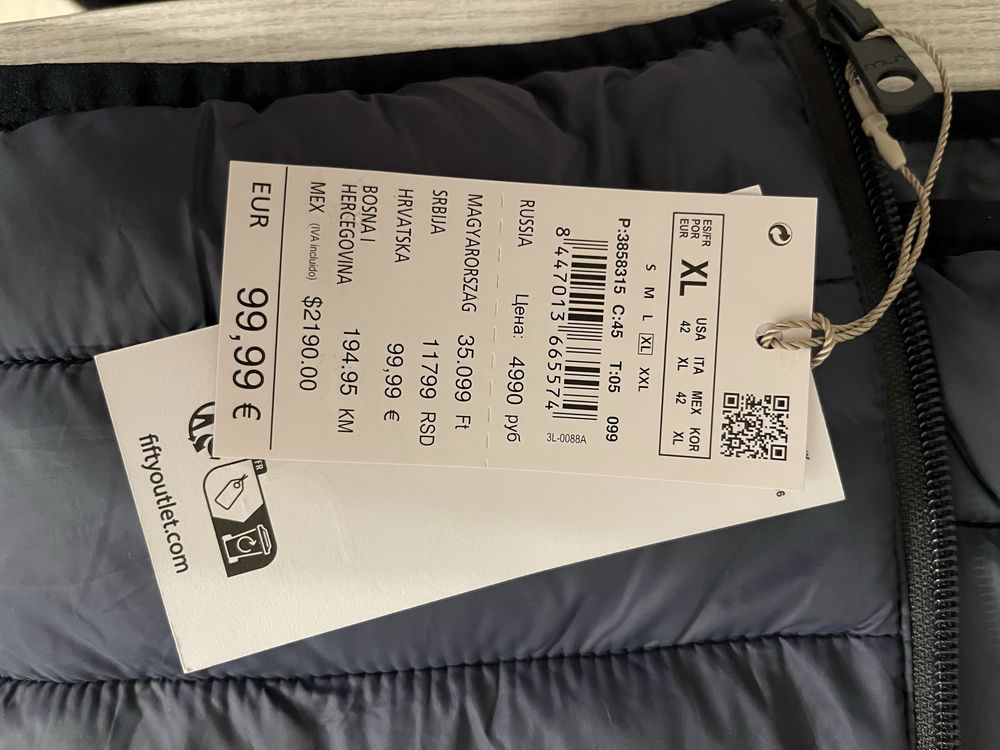 ES/FR
POR
EUR
XL
USA ITA MEX KOR
42 XL 42 XL
S M L XL XXL
P:3858315 C:45 T:05 099
8 447013 665574
3L-0088A
RUSSIA Цена: 4990 руб
MAGYARORSZAG 35.099 Ft
SRBIJA 11799 RSD
HRVATSKA 99,99 €
BOSNA I
HERCEGOVINA 194.95 KM
MEX (IVA incluido) $2190.00
EUR 99,99 €
FR
fiftyoutlet.com